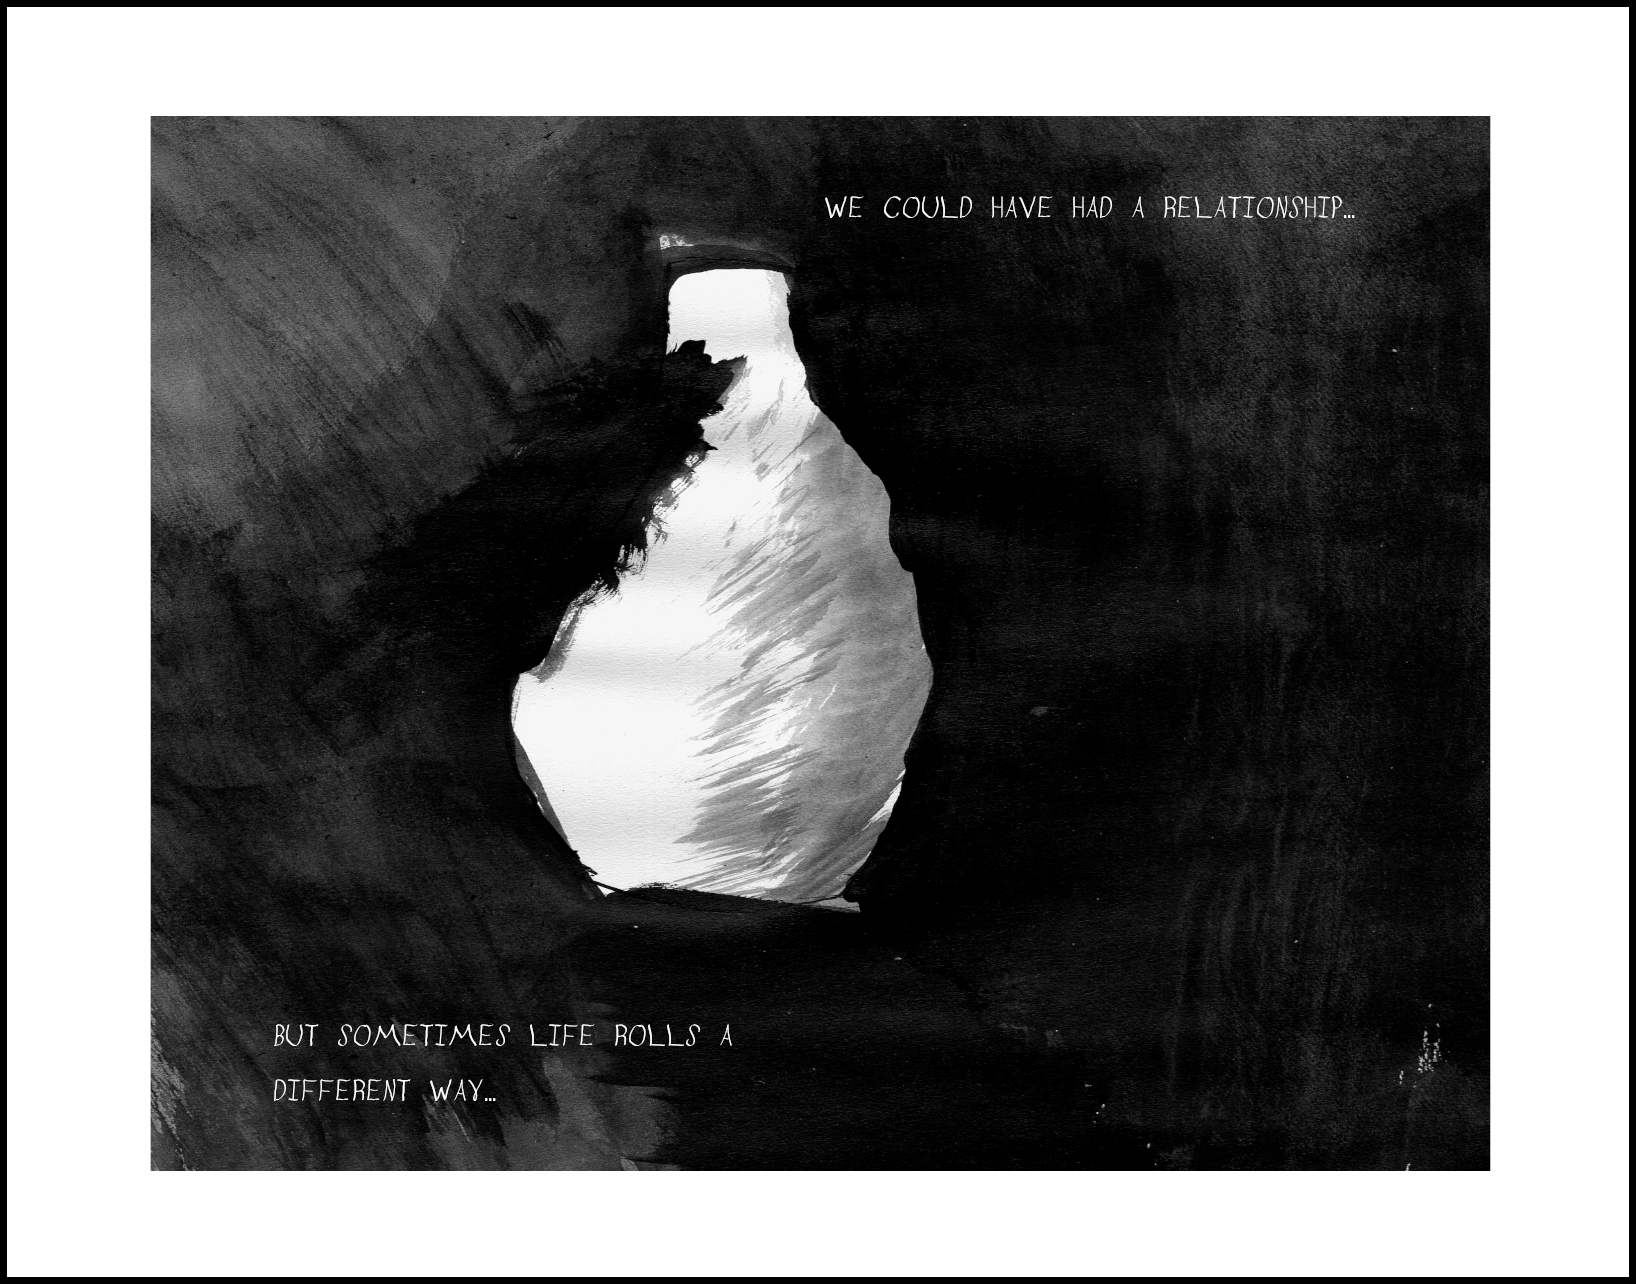 WE COULD HAVE HAD A RELATIONSHIP...
BUT SOMETIMES LIFE ROLLS A
DIFFERENT WAY...